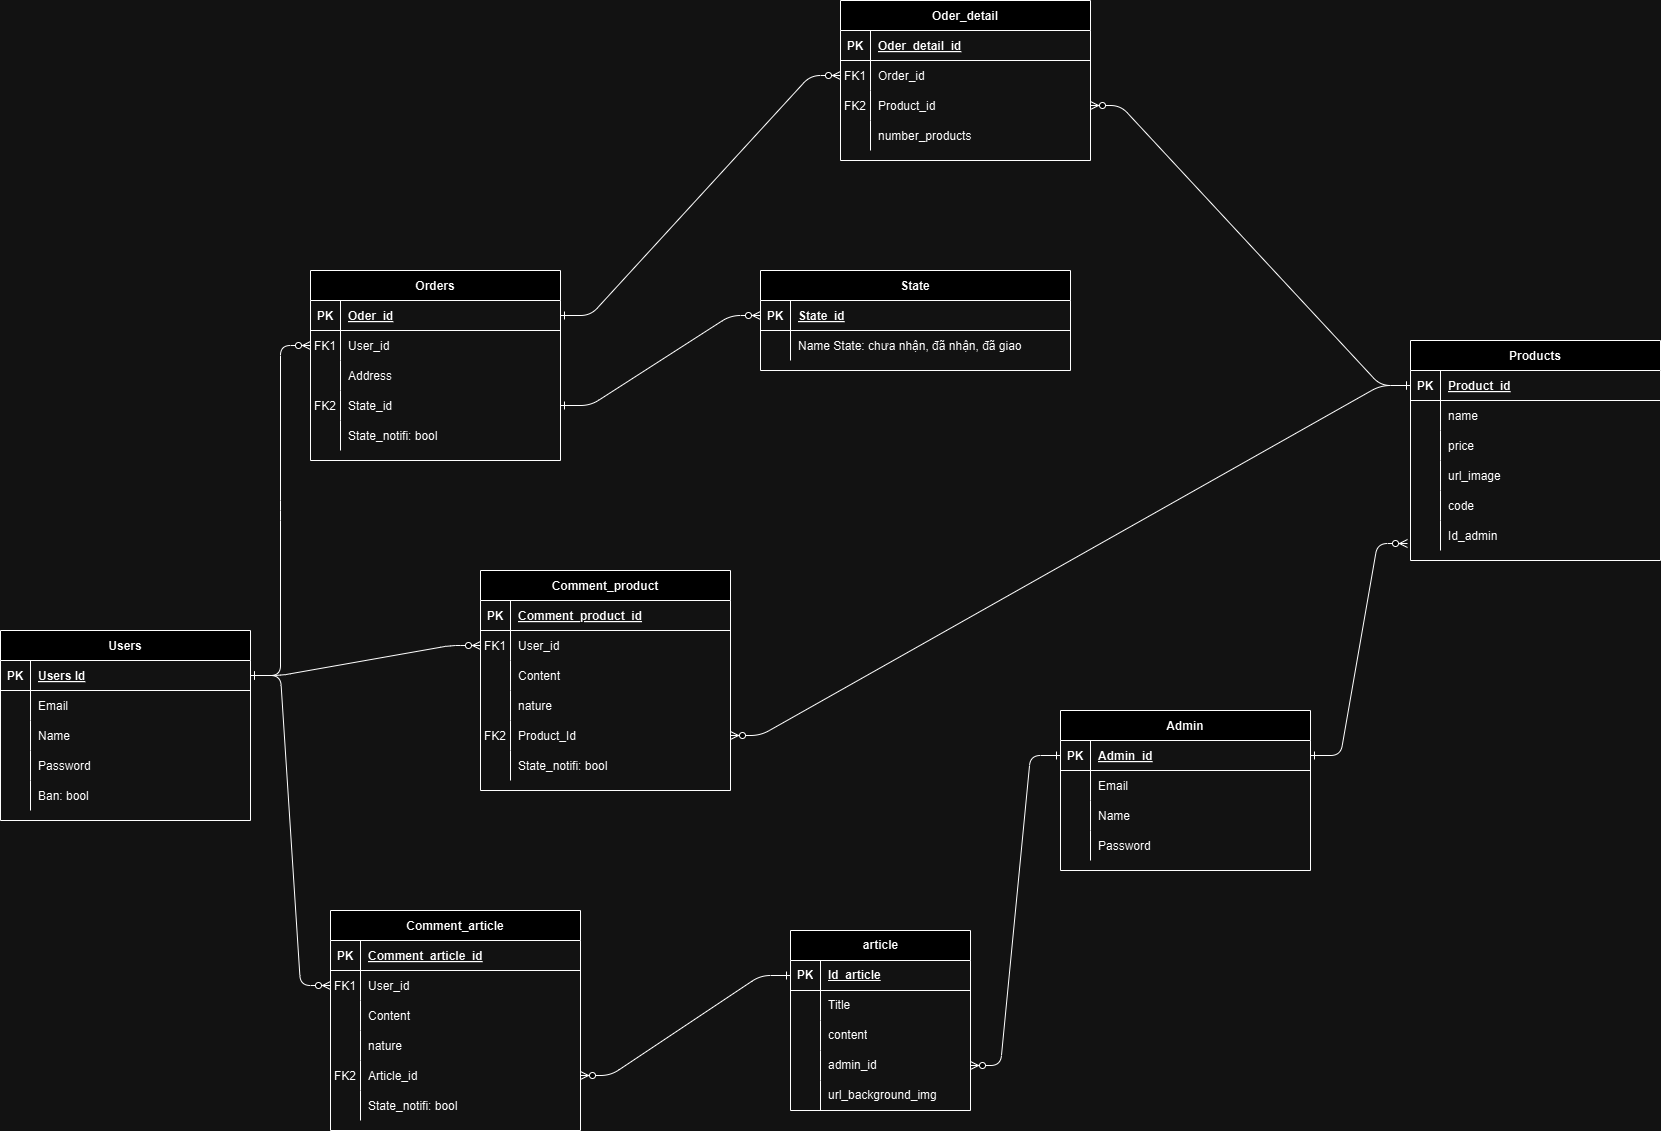 Oder_detail
PK Oder_detail_id
FK1 Order_id
FK2 Product_id
number_products
Orders
PK Oder_id
FK1 User_id
Address
FK2 State_id
State_notifi: bool
State
PK State_id
Name State: chưa nhận, đã nhận, đã giao
Products
PK Product_id
name
price
url_image
code
Id_admin
Comment_product
PK Comment_product_id
FK1 User_id
Content
nature
FK2 Product_Id
State_notifi: bool
Users
PK Users Id
Email
Name
Password
Ban: bool
Admin
PK Admin_id
Email
Name
Password
Comment_article
PK Comment_article_id
FK1 User_id
Content
nature
FK2 Article_id
State_notifi: bool
article
PK Id_article
Title
content
admin_id
url_background_img